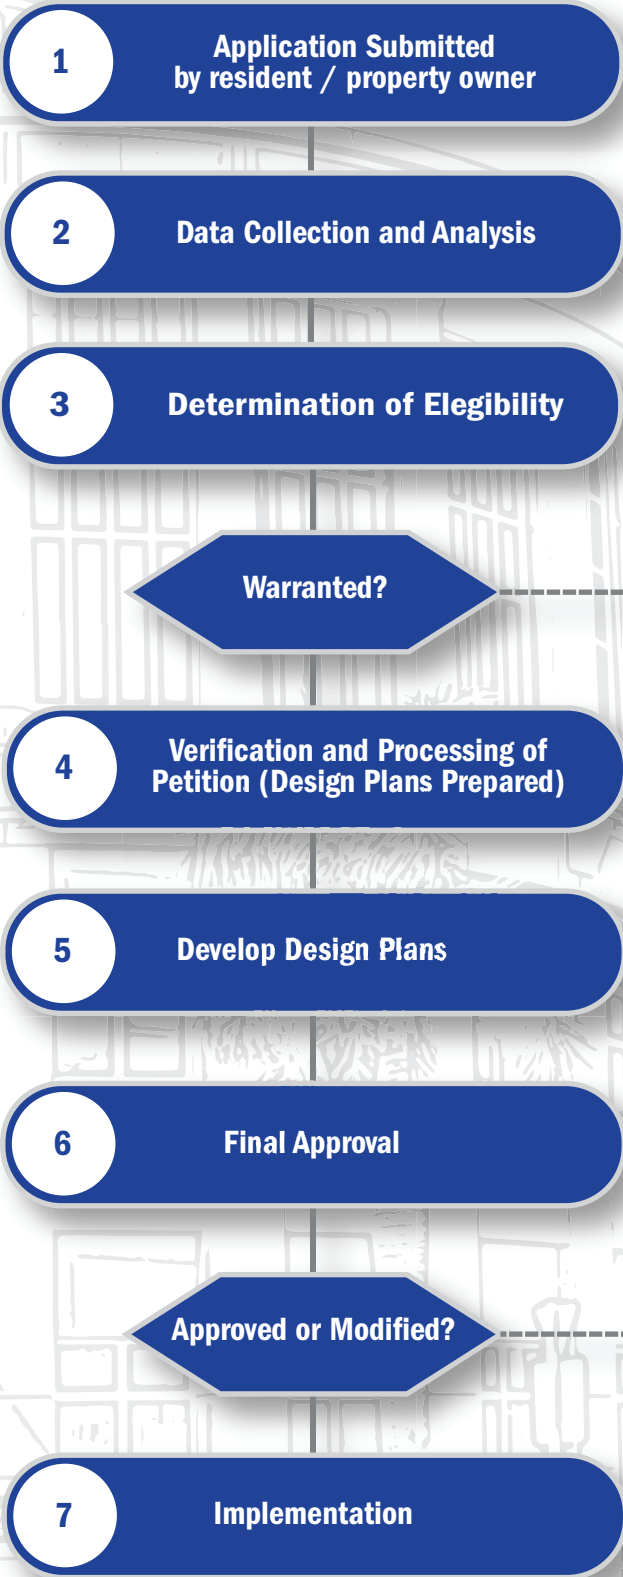 1
Application Submitted
by resident / property owner
2
Data Collection and Analysis
3
Determination of Elegibility
Warranted?
4
Verification and Processing of
Petition (Design Plans Prepared)
5
Develop Design Plans
6
Final Approval
Approved or Modified?
7
Implementation